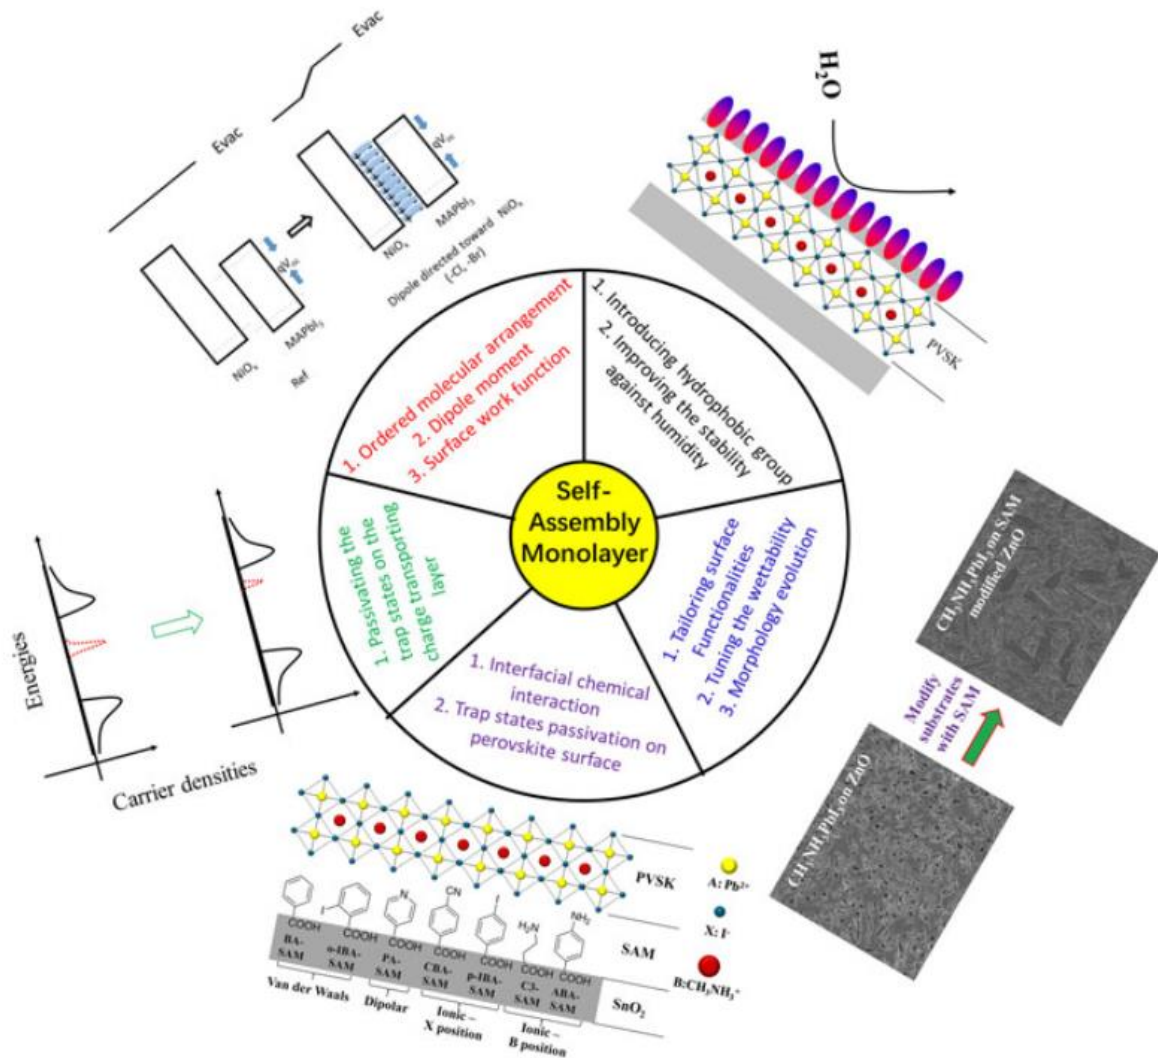 Evac
Evac
qVₒc
NiOₓ
MAPbI₃
Ref
qVₒc
NiOₓ
MAPbI₃
Dipole directed toward NiOₓ
(-Cl, -Br)
H₂O
PVSK
1. Ordered molecular arrangement
2. Dipole moment
3. Surface work function
1. Introducing hydrophobic group
2. Improving the stability
against humidity
Self-
Assembly
Monolayer
1. Passivating the
trap states on the
charge transporting
layer
1. Tailoring surface
Functionalities
2. Tuning the wettability
3. Morphology evolution
1. Interfacial chemical
interaction
2. Trap states passivation on
perovskite surface
Energies
Carrier densities
CH₃NH₃PbI₃ on SAM
modified ZnO
Modify
substrates
with SAM
CH₃NH₃PbI₃ on ZnO
PVSK
SAM
SnO₂
A: Pb²⁺
X: I⁻
B:CH₃NH₃⁺
I
N
CN
I
H₂N
NH₂
COOH
COOH
COOH
COOH
COOH
COOH
COOH
BA-
SAM
o-IBA-
SAM
PA-
SAM
CBA-
SAM
p-IBA-
SAM
C3-
SAM
ABA-
SAM
Van der Waals
Dipolar
Ionic –
X position
Ionic –
B position